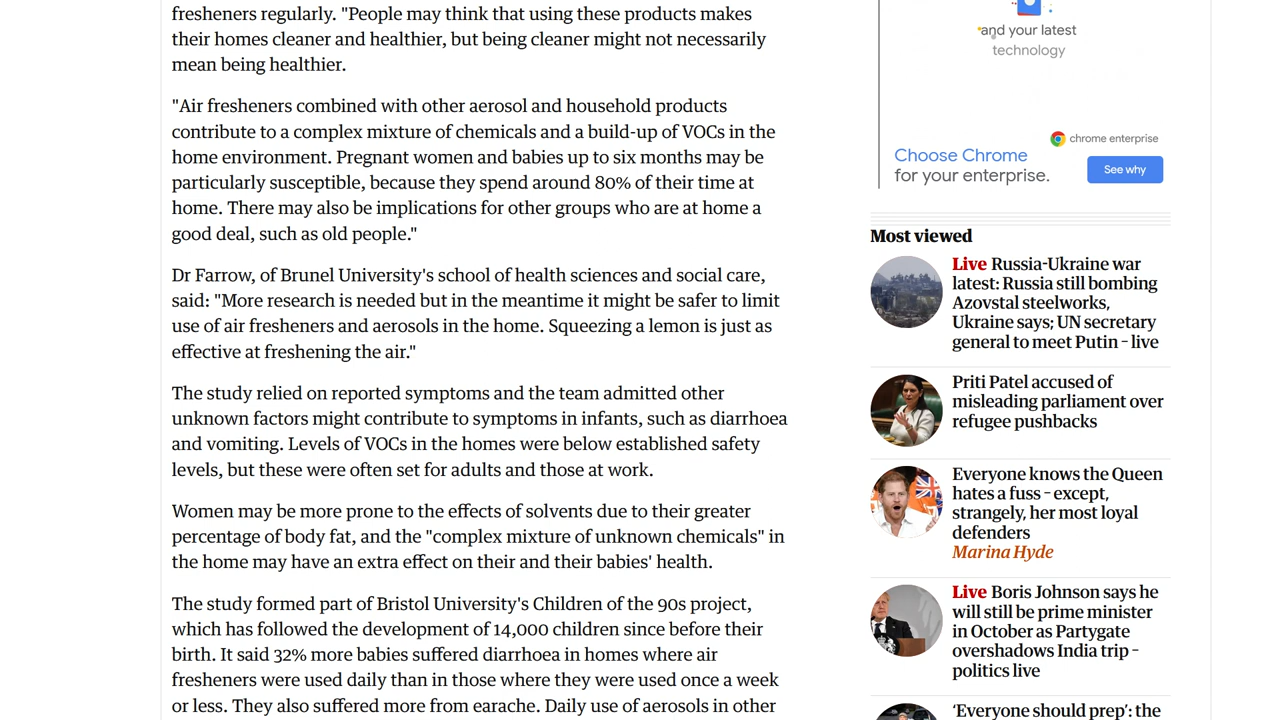 fresheners regularly. "People may think that using these products makes
their homes cleaner and healthier, but being cleaner might not necessarily
mean being healthier.
"Air fresheners combined with other aerosol and household products
contribute to a complex mixture of chemicals and a build-up of VOCs in the
home environment. Pregnant women and babies up to six months may be
particularly susceptible, because they spend around 80% of their time at
home. There may also be implications for other groups who are at home a
good deal, such as old people."
Dr Farrow, of Brunel University's school of health sciences and social care,
said: "More research is needed but in the meantime it might be safer to limit
use of air fresheners and aerosols in the home. Squeezing a lemon is just as
effective at freshening the air."
The study relied on reported symptoms and the team admitted other
unknown factors might contribute to symptoms in infants, such as diarrhoea
and vomiting. Levels of VOCs in the homes were below established safety
levels, but these were often set for adults and those at work.
Women may be more prone to the effects of solvents due to their greater
percentage of body fat, and the "complex mixture of unknown chemicals" in
the home may have an extra effect on their and their babies' health.
The study formed part of Bristol University's Children of the 90s project,
which has followed the development of 14,000 children since before their
birth. It said 32% more babies suffered diarrhoea in homes where air
fresheners were used daily than in those where they were used once a week
or less. They also suffered more from earache. Daily use of aerosols in other
and your latest
technology
chrome enterprise
Choose Chrome
for your enterprise.
See why
Most viewed
Live Russia-Ukraine war
latest: Russia still bombing
Azovstal steelworks,
Ukraine says; UN secretary
general to meet Putin – live
Priti Patel accused of
misleading parliament over
refugee pushbacks
Everyone knows the Queen
hates a fuss – except,
strangely, her most loyal
defenders
Marina Hyde
Live Boris Johnson says he
will still be prime minister
in October as Partygate
overshadows India trip –
politics live
‘Everyone should prep’: the